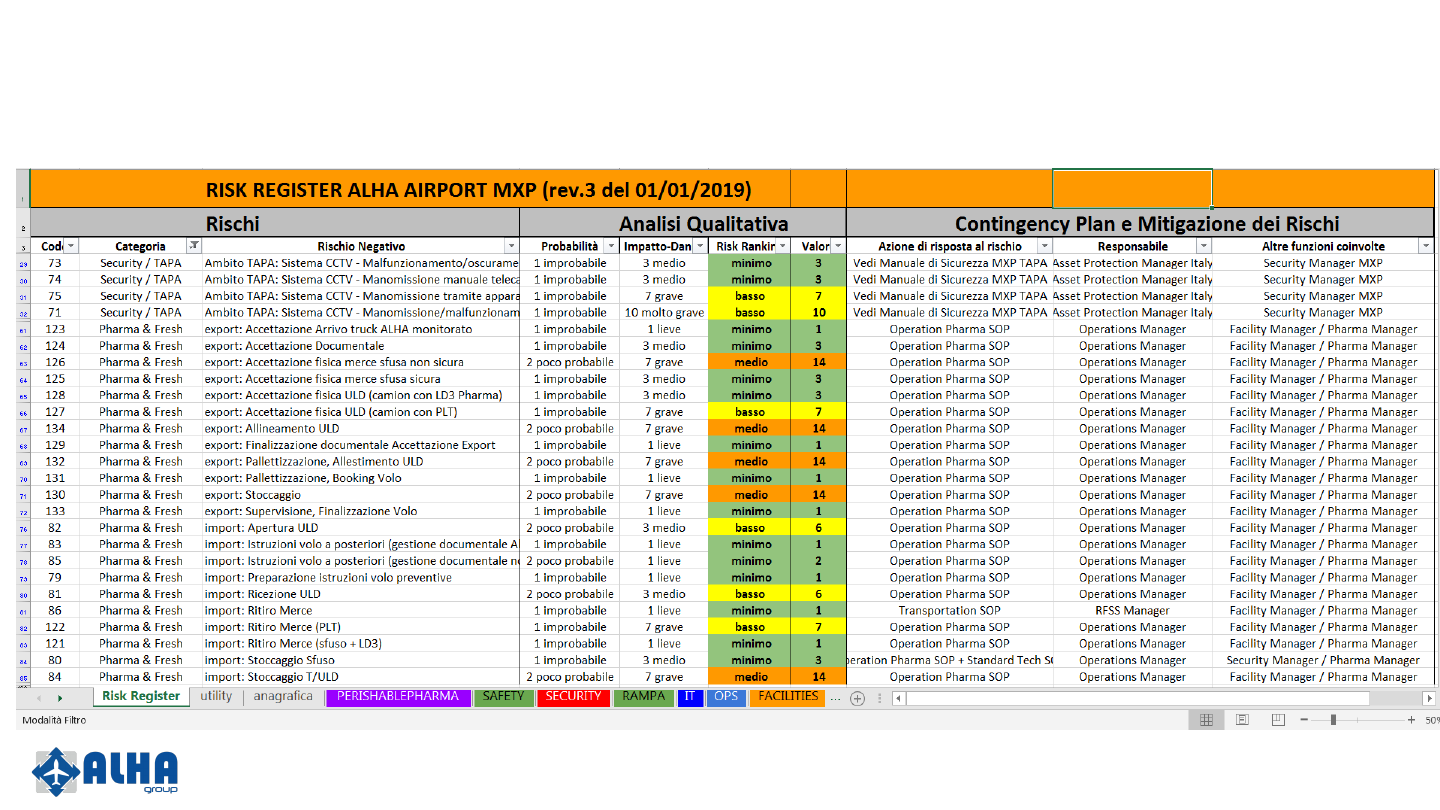 RISK REGISTER ALHA AIRPORT MXP (rev.3 del 01/01/2019)
Rischi Analisi Qualitativa Contingency Plan e Mitigazione dei Rischi
Cod Categoria Rischio Negativo Probabilità Impatto-Dan Risk Rankin Valor Azione di risposta al rischio Responsabile Altre funzioni coinvolte
73 Security / TAPA Ambito TAPA: Sistema CCTV - Malfunzionamento/oscurame 1 improbabile 3 medio minimo 3 Vedi Manuale di Sicurezza MXP TAPA Asset Protection Manager Italy Security Manager MXP
74 Security / TAPA Ambito TAPA: Sistema CCTV - Manomissione manuale teleca 1 improbabile 3 medio minimo 3 Vedi Manuale di Sicurezza MXP TAPA Asset Protection Manager Italy Security Manager MXP
75 Security / TAPA Ambito TAPA: Sistema CCTV - Manomissione tramite appara 1 improbabile 7 grave basso 7 Vedi Manuale di Sicurezza MXP TAPA Asset Protection Manager Italy Security Manager MXP
71 Security / TAPA Ambito TAPA: Sistema CCTV - Manomissione/malfunzionam 1 improbabile 10 molto grave basso 10 Vedi Manuale di Sicurezza MXP TAPA Asset Protection Manager Italy Security Manager MXP
123 Pharma & Fresh export: Accettazione Arrivo truck ALHA monitorato 1 improbabile 1 lieve minimo 1 Operation Pharma SOP Operations Manager Facility Manager / Pharma Manager
124 Pharma & Fresh export: Accettazione Documentale 1 improbabile 3 medio minimo 3 Operation Pharma SOP Operations Manager Facility Manager / Pharma Manager
126 Pharma & Fresh export: Accettazione fisica merce sfusa non sicura 2 poco probabile 7 grave medio 14 Operation Pharma SOP Operations Manager Facility Manager / Pharma Manager
125 Pharma & Fresh export: Accettazione fisica merce sfusa sicura 1 improbabile 3 medio minimo 3 Operation Pharma SOP Operations Manager Facility Manager / Pharma Manager
128 Pharma & Fresh export: Accettazione fisica ULD (camion con LD3 Pharma) 1 improbabile 3 medio minimo 3 Operation Pharma SOP Operations Manager Facility Manager / Pharma Manager
127 Pharma & Fresh export: Accettazione fisica ULD (camion con PLT) 1 improbabile 7 grave basso 7 Operation Pharma SOP Operations Manager Facility Manager / Pharma Manager
134 Pharma & Fresh export: Allineamento ULD 2 poco probabile 7 grave medio 14 Operation Pharma SOP Operations Manager Facility Manager / Pharma Manager
129 Pharma & Fresh export: Finalizzazione documentale Accettazione Export 1 improbabile 1 lieve minimo 1 Operation Pharma SOP Operations Manager Facility Manager / Pharma Manager
132 Pharma & Fresh export: Pallettizzazione, Allestimento ULD 2 poco probabile 7 grave medio 14 Operation Pharma SOP Operations Manager Facility Manager / Pharma Manager
131 Pharma & Fresh export: Pallettizzazione, Booking Volo 1 improbabile 1 lieve minimo 1 Operation Pharma SOP Operations Manager Facility Manager / Pharma Manager
130 Pharma & Fresh export: Stoccaggio 2 poco probabile 7 grave medio 14 Operation Pharma SOP Operations Manager Facility Manager / Pharma Manager
133 Pharma & Fresh export: Supervisione, Finalizzazione Volo 1 improbabile 1 lieve minimo 1 Operation Pharma SOP Operations Manager Facility Manager / Pharma Manager
82 Pharma & Fresh import: Apertura ULD 2 poco probabile 3 medio basso 6 Operation Pharma SOP Operations Manager Facility Manager / Pharma Manager
83 Pharma & Fresh import: Istruzioni volo a posteriori (gestione documentale A 1 improbabile 1 lieve minimo 1 Operation Pharma SOP Operations Manager Facility Manager / Pharma Manager
85 Pharma & Fresh import: Istruzioni volo a posteriori (gestione documentale n 2 poco probabile 1 lieve minimo 2 Operation Pharma SOP Operations Manager Facility Manager / Pharma Manager
79 Pharma & Fresh import: Preparazione istruzioni volo preventive 1 improbabile 1 lieve minimo 1 Operation Pharma SOP Operations Manager Facility Manager / Pharma Manager
81 Pharma & Fresh import: Ricezione ULD 2 poco probabile 3 medio basso 6 Operation Pharma SOP Operations Manager Facility Manager / Pharma Manager
86 Pharma & Fresh import: Ritiro Merce 1 improbabile 1 lieve minimo 1 Transportation SOP RFSS Manager Facility Manager / Pharma Manager
122 Pharma & Fresh import: Ritiro Merce (PLT) 1 improbabile 7 grave basso 7 Operation Pharma SOP Operations Manager Facility Manager / Pharma Manager
121 Pharma & Fresh import: Ritiro Merce (sfuso + LD3) 1 improbabile 1 lieve minimo 1 Operation Pharma SOP Operations Manager Facility Manager / Pharma Manager
80 Pharma & Fresh import: Stoccaggio Sfuso 1 improbabile 3 medio minimo 3 peration Pharma SOP + Standard Tech S Operations Manager Security Manager / Pharma Manager
84 Pharma & Fresh import: Stoccaggio T/ULD 2 poco probabile 7 grave medio 14 Operation Pharma SOP Operations Manager Facility Manager / Pharma Manager
Risk Register utility anagrafica PERISHABLEPHARMA SAFETY SECURITY RAMPA IT OPS FACILITIES ...
Modalità Filtro 50%
ALHA
group